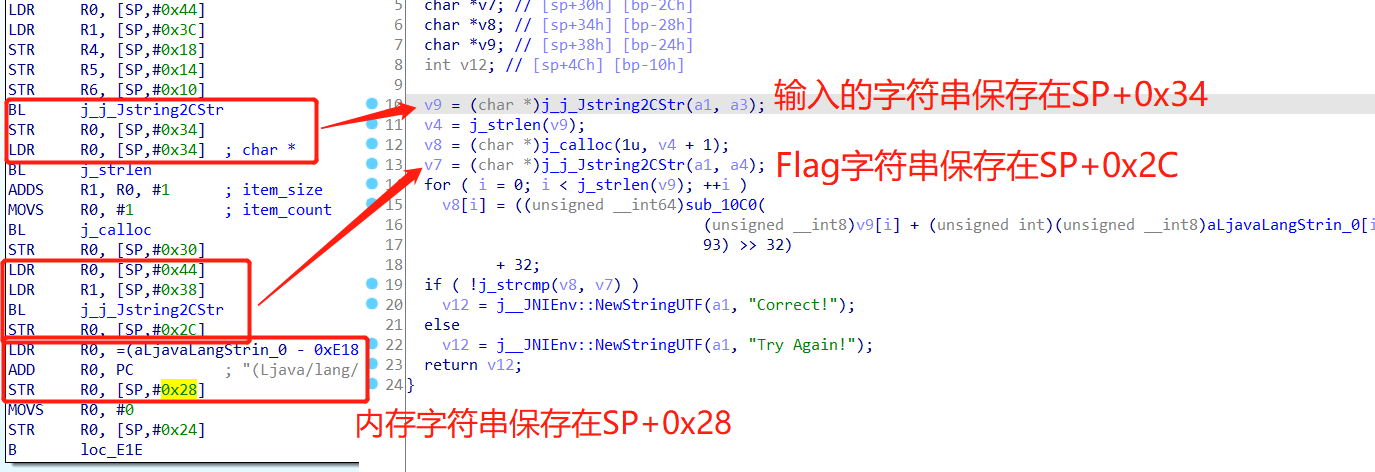 LDR R0, [SP,#0x44]
LDR R1, [SP,#0x3C]
STR R4, [SP,#0x18]
STR R5, [SP,#0x14]
STR R6, [SP,#0x10]
BL j_j_Jstring2CStr
STR R0, [SP,#0x34]
LDR R0, [SP,#0x34] ; char *
BL j_strlen
ADDS R1, R0, #1 ; item_size
MOVS R0, #1 ; item_count
BL j_calloc
STR R0, [SP,#0x30]
LDR R0, [SP,#0x44]
LDR R1, [SP,#0x38]
BL j_j_Jstring2CStr
STR R0, [SP,#0x2C]
LDR R0, =(aLjavaLangStrin_0 - 0xE18
ADD R0, PC ; "(Ljava/lang/
STR R0, [SP,#0x28]
MOVS R0, #0
STR R0, [SP,#0x24]
B loc_E1E
5 char *v7; // [sp+30h] [bp-2Ch]
6 char *v8; // [sp+34h] [bp-28h]
7 char *v9; // [sp+38h] [bp-24h]
8 int v12; // [sp+4Ch] [bp-10h]
9
10 v9 = (char *)j_j_Jstring2CStr(a1, a3);
11 v4 = j_strlen(v9);
12 v8 = (char *)j_calloc(1u, v4 + 1);
13 v7 = (char *)j_j_Jstring2CStr(a1, a4);
14 for ( i = 0; i < j_strlen(v9); ++i )
15 v8[i] = ((unsigned __int64)sub_10C0(
16 (unsigned __int8)v9[i] + (unsigned int)(unsigned __int8)aLjavaLangStrin_0[i
17 93) >> 32)
18 + 32;
19 if ( !j_strcmp(v8, v7) )
20 v12 = j__JNIEnv::NewStringUTF(a1, "Correct!");
21 else
22 v12 = j__JNIEnv::NewStringUTF(a1, "Try Again!");
23 return v12;
24 }
输入的字符串保存在SP+0x34
Flag字符串保存在SP+0x2C
内存字符串保存在SP+0x28